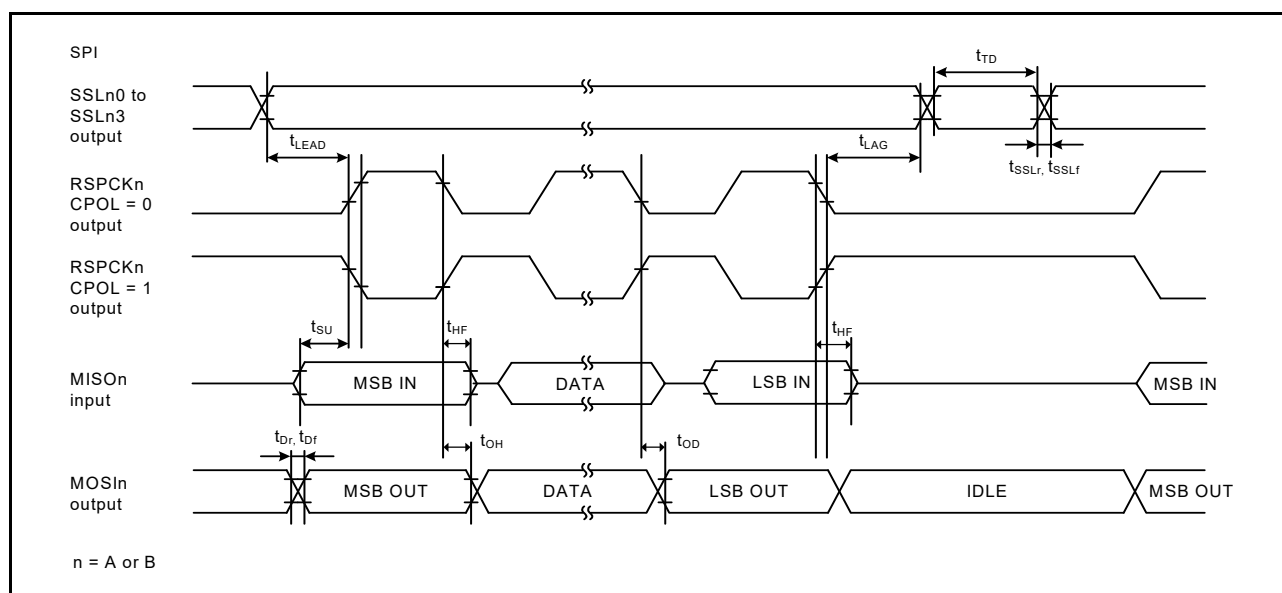 SPI
SSLn0 to
SSLn3
output
tTD
tLEAD
tLAG
tSSLr, tSSLf
RSPCKn
CPOL = 0
output
RSPCKn
CPOL = 1
output
tSU
tHF
tHF
MISOn
input
MSB IN
DATA
LSB IN
MSB IN
tDr, tDf
tOH
tOD
MOSIn
output
MSB OUT
DATA
LSB OUT
IDLE
MSB OUT
n = A or B